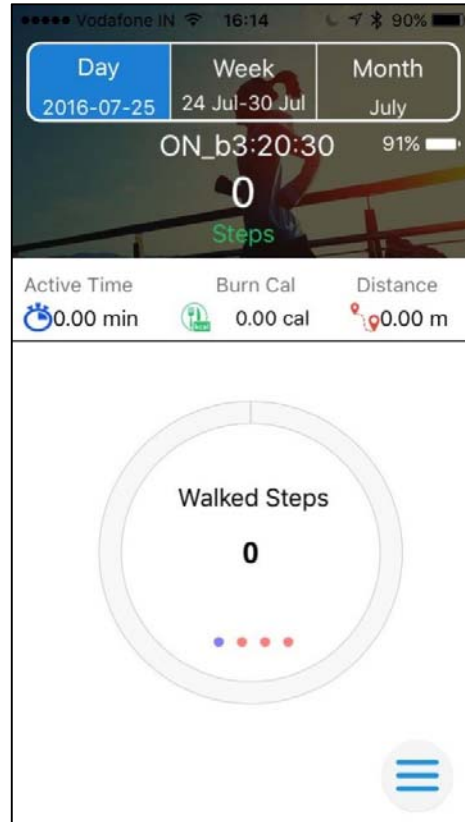 Vodafone IN 16:14 90%
Day Week Month
2016-07-25 24 Jul-30 Jul July
ON_b3:20:30 91%
0
Steps
Active Time Burn Cal Distance
0.00 min kcal 0.00 cal 0.00 m
Walked Steps
0